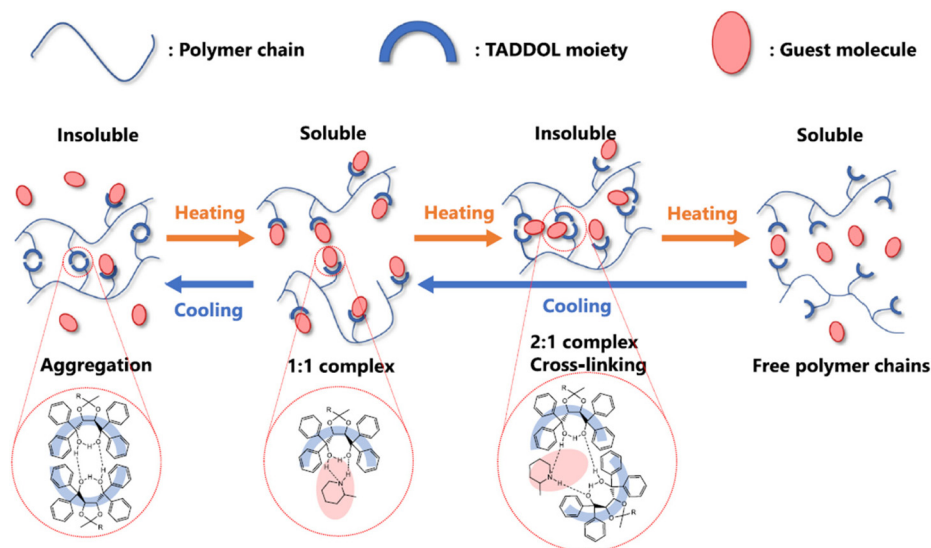 : Polymer chain
: TADDOL moiety
: Guest molecule
Insoluble
Soluble
Insoluble
Soluble
Heating
Heating
Heating
Cooling
Cooling
Aggregation
1:1 complex
2:1 complex
Cross-linking
Free polymer chains
R
O
O
O
H
O
H
H
H
O
H
O
O
O
R
R
O
O
O
H
O
H
N
R
O
O
O
H
O
H
H
N
H
H
O
H
O
O
O
R